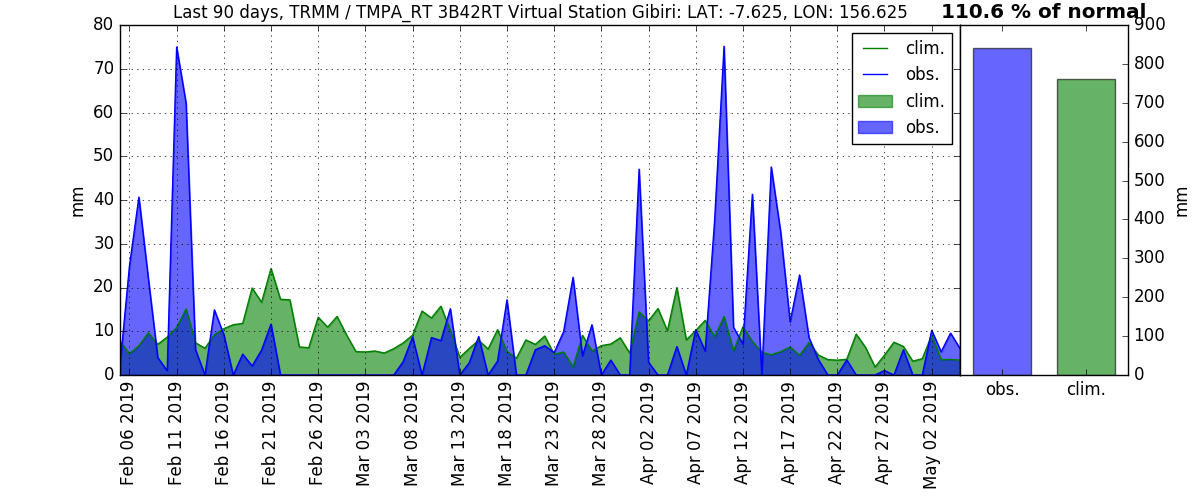 Last 90 days, TRMM / TMPA_RT 3B42RT Virtual Station Gibiri: LAT: -7.625, LON: 156.625
110.6 % of normal
80
70
60
50
40
30
20
10
0
mm
clim.
obs.
clim.
obs.
900
800
700
600
500
400
300
200
100
0
mm
Feb 06 2019
Feb 11 2019
Feb 16 2019
Feb 21 2019
Feb 26 2019
Mar 03 2019
Mar 08 2019
Mar 13 2019
Mar 18 2019
Mar 23 2019
Mar 28 2019
Apr 02 2019
Apr 07 2019
Apr 12 2019
Apr 17 2019
Apr 22 2019
Apr 27 2019
May 02 2019
obs.
clim.